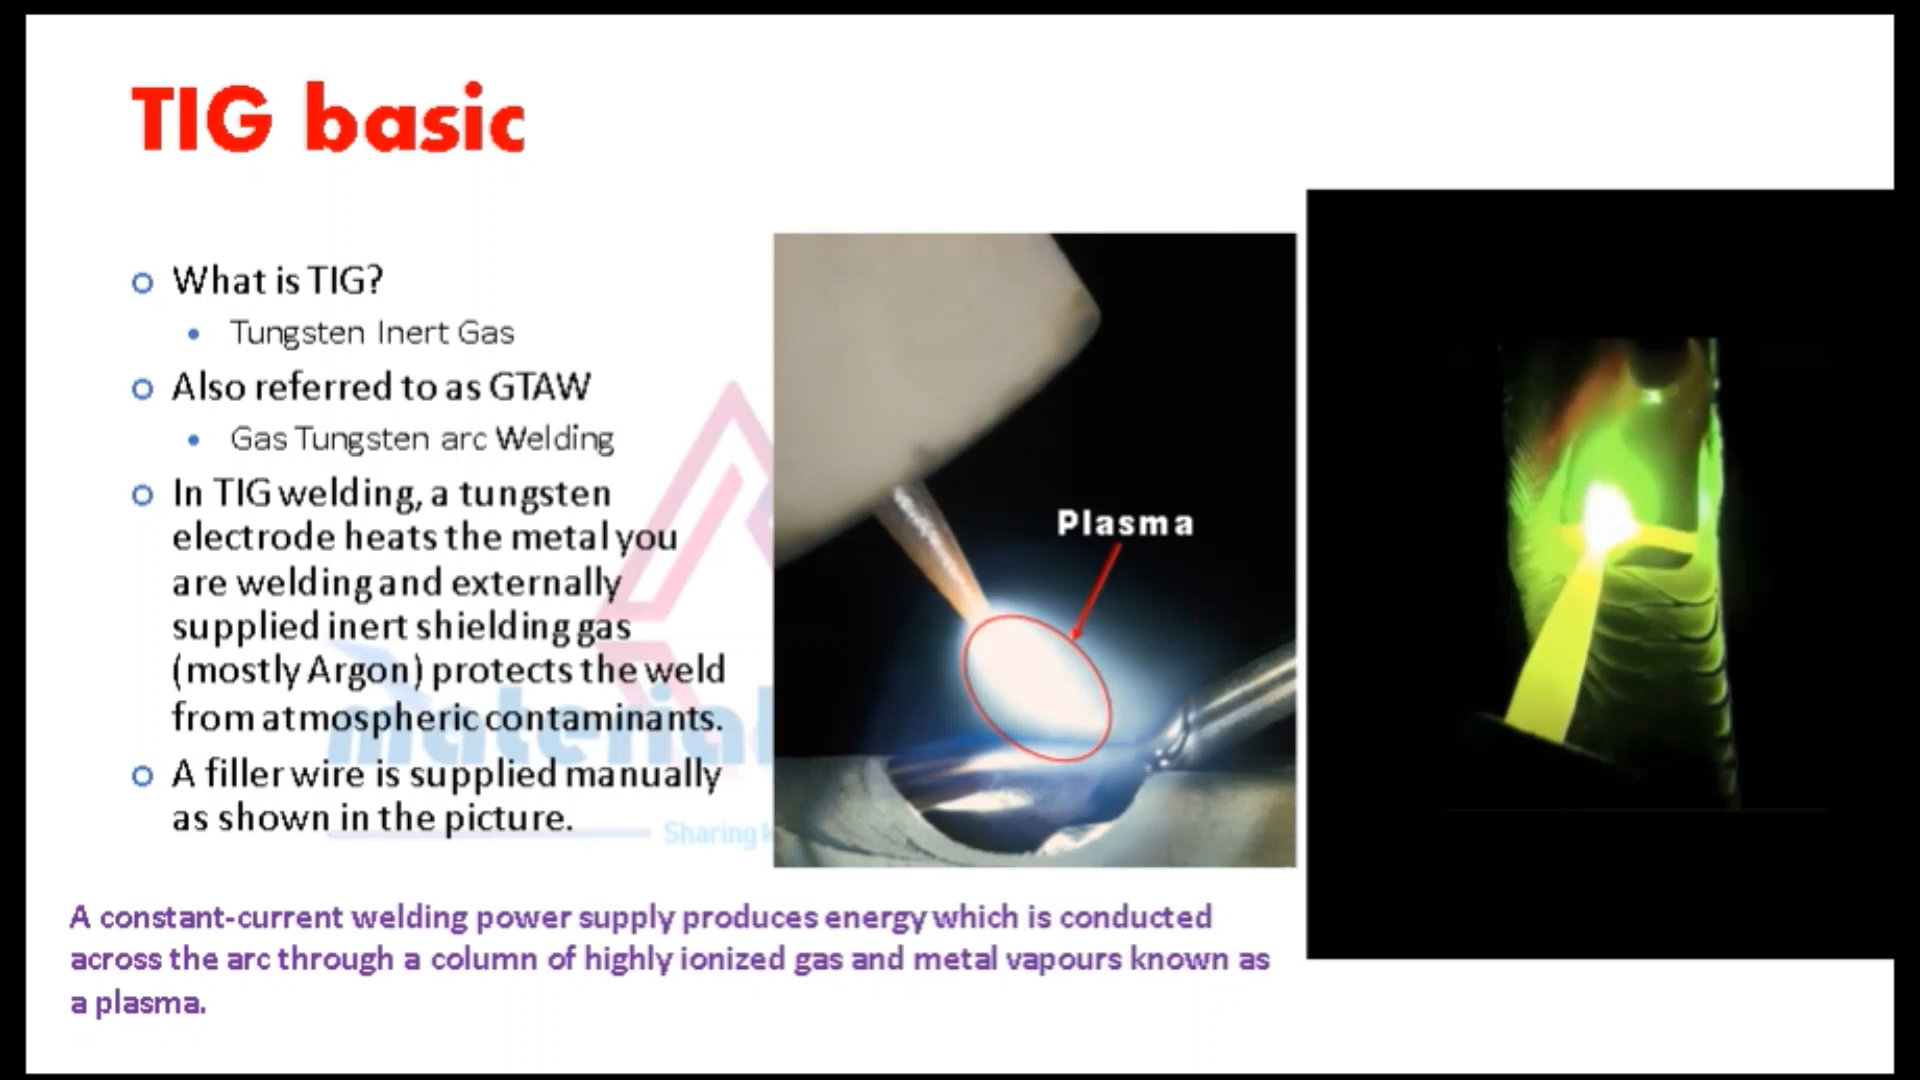 TIG basic
What is TIG?
Tungsten Inert Gas
Also referred to as GTAW
Gas Tungsten arc Welding
In TIG welding, a tungsten
electrode heats the metal you
are welding and externally
supplied inert shielding gas
(mostly Argon) protects the weld
from atmospheric contaminants.
A filler wire is supplied manually
as shown in the picture.
Plasma
material
Sharing
A constant-current welding power supply produces energy which is conducted
across the arc through a column of highly ionized gas and metal vapours known as
a plasma.